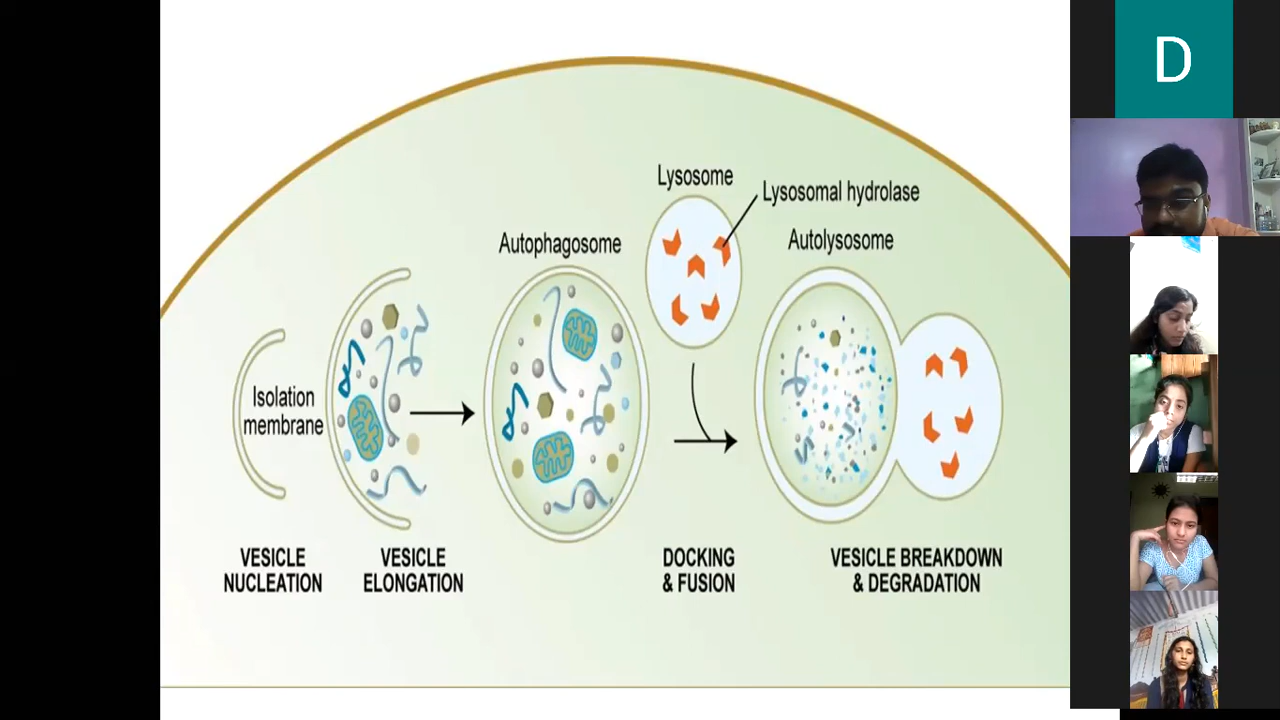 D
Lysosome
Lysosomal hydrolase
Autophagosome
Autolysosome
Isolation
membrane
VESICLE
NUCLEATION
VESICLE
ELONGATION
DOCKING
& FUSION
VESICLE BREAKDOWN
& DEGRADATION